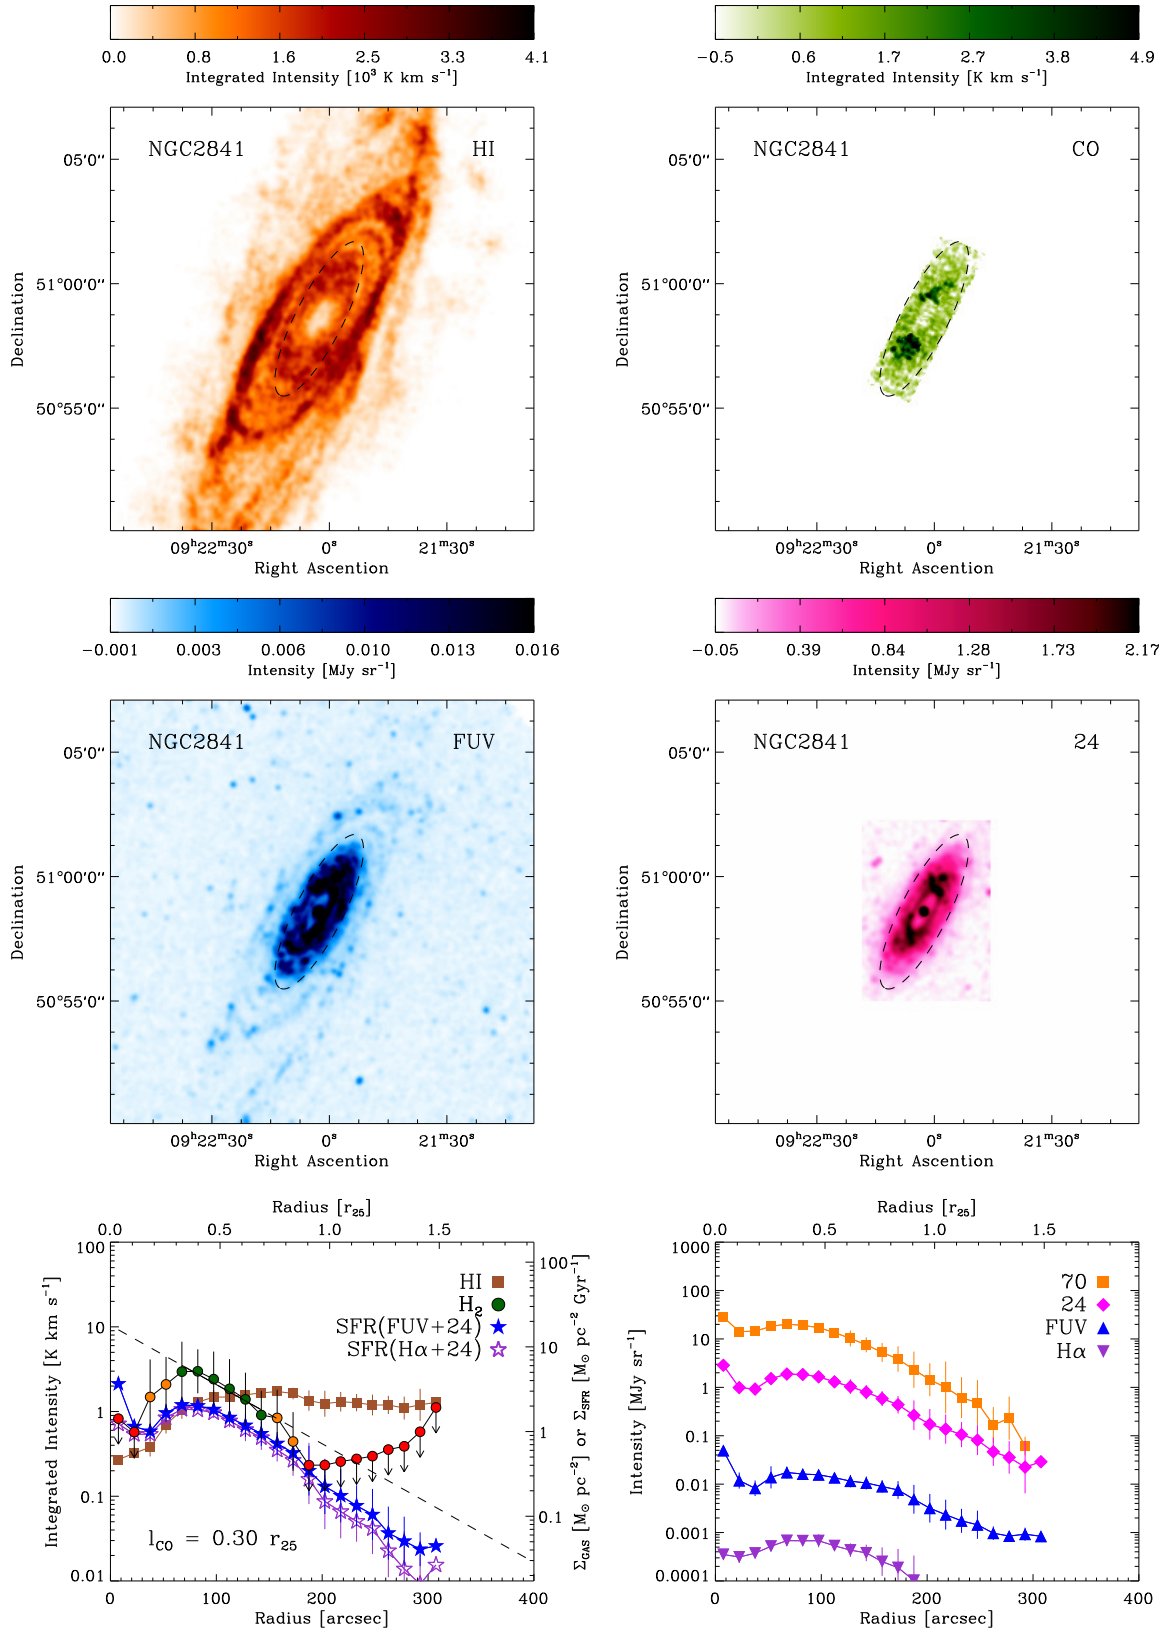 0.0 0.8 1.6 2.5 3.3 4.1
Integrated Intensity [10³ K km s⁻¹]
−0.5 0.6 1.7 2.7 3.8 4.9
Integrated Intensity [K km s⁻¹]
NGC2841 HI
05'0''
51°00'0''
50°55'0''
Declination
09ʰ22ᵐ30ˢ 0ˢ 21ᵐ30ˢ
Right Ascention
NGC2841 CO
05'0''
51°00'0''
50°55'0''
Declination
09ʰ22ᵐ30ˢ 0ˢ 21ᵐ30ˢ
Right Ascention
−0.001 0.003 0.006 0.010 0.013 0.016
Intensity [MJy sr⁻¹]
−0.05 0.39 0.84 1.28 1.73 2.17
Intensity [MJy sr⁻¹]
NGC2841 FUV
05'0''
51°00'0''
50°55'0''
Declination
09ʰ22ᵐ30ˢ 0ˢ 21ᵐ30ˢ
Right Ascention
NGC2841 24
05'0''
51°00'0''
50°55'0''
Declination
09ʰ22ᵐ30ˢ 0ˢ 21ᵐ30ˢ
Right Ascention
Radius [r₂₅]
0.0 0.5 1.0 1.5
100
10
1
0.1
0.01
Integrated Intensity [K km s⁻¹]
HI
H₂
SFR(FUV+24)
SFR(Hα+24)
l_CO = 0.30 r₂₅
100
10
1
0.1
Σ_GAS [M⊙ pc⁻²] or Σ_SFR [M⊙ pc⁻² Gyr⁻¹]
0 100 200 300 400
Radius [arcsec]
Radius [r₂₅]
0.0 0.5 1.0 1.5
1000
100
10
1
0.1
0.01
0.001
0.0001
Intensity [MJy sr⁻¹]
70
24
FUV
Hα
0 100 200 300 400
Radius [arcsec]